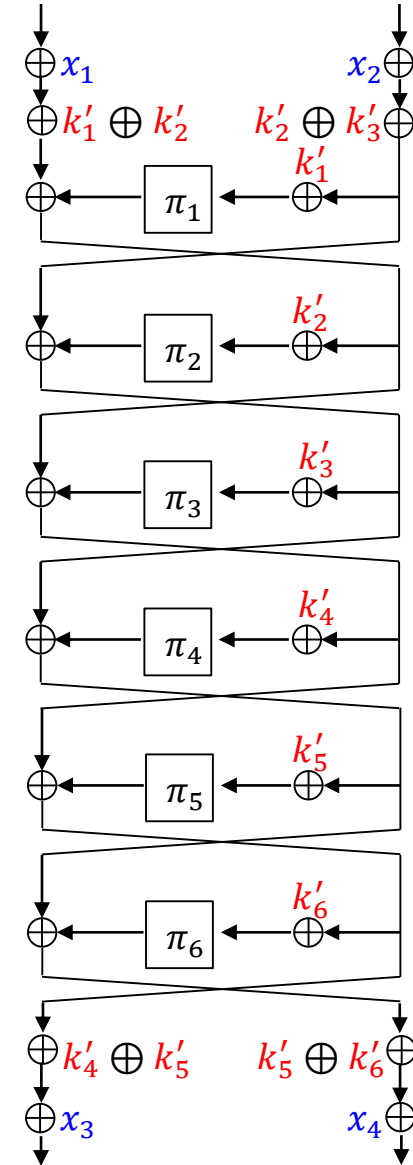 x₁ x₂
k′₁ ⊕ k′₂ k′₂ ⊕ k′₃
k′₁
π₁
k′₂
π₂
k′₃
π₃
k′₄
π₄
k′₅
π₅
k′₆
π₆
k′₄ ⊕ k′₅ k′₅ ⊕ k′₆
x₃ x₄